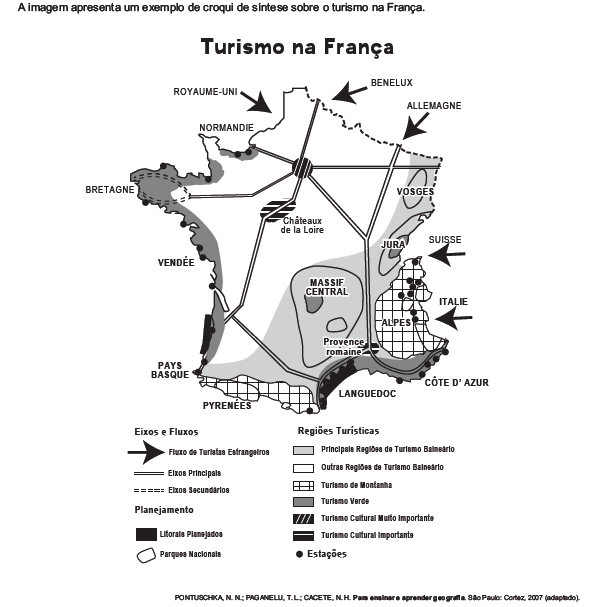 A imagem apresenta um exemplo de croqui de síntese sobre o turismo na França.
Turismo na França
ROYAUME-UNI
BENELUX
ALLEMAGNE
NORMANDIE
BRETAGNE
VOSGES
Châteaux
de la Loire
JURA
SUISSE
VENDÉE
MASSIF
CENTRAL
ITALIE
ALPES
Provence
romaine
PAYS
BASQUE
CÔTE D' AZUR
LANGUEDOC
PYRENÉES
Eixos e Fluxos
Fluxo de Turistas Estrangeiros
Eixos Principais
Eixos Secundários
Planejamento
Litorais Planejados
Parques Nacionais
Regiões Turísticas
Principais Regiões de Turismo Balneário
Outras Regiões de Turismo Balneário
Turismo de Montanha
Turismo Verde
Turismo Cultural Muito Importante
Turismo Cultural Importante
Estações
PONTUSCHKA, N. N.; PAGANELLI, T. L.; CACETE, N. H. Para ensinar e aprender geografia. São Paulo: Cortez, 2007 (adaptado).